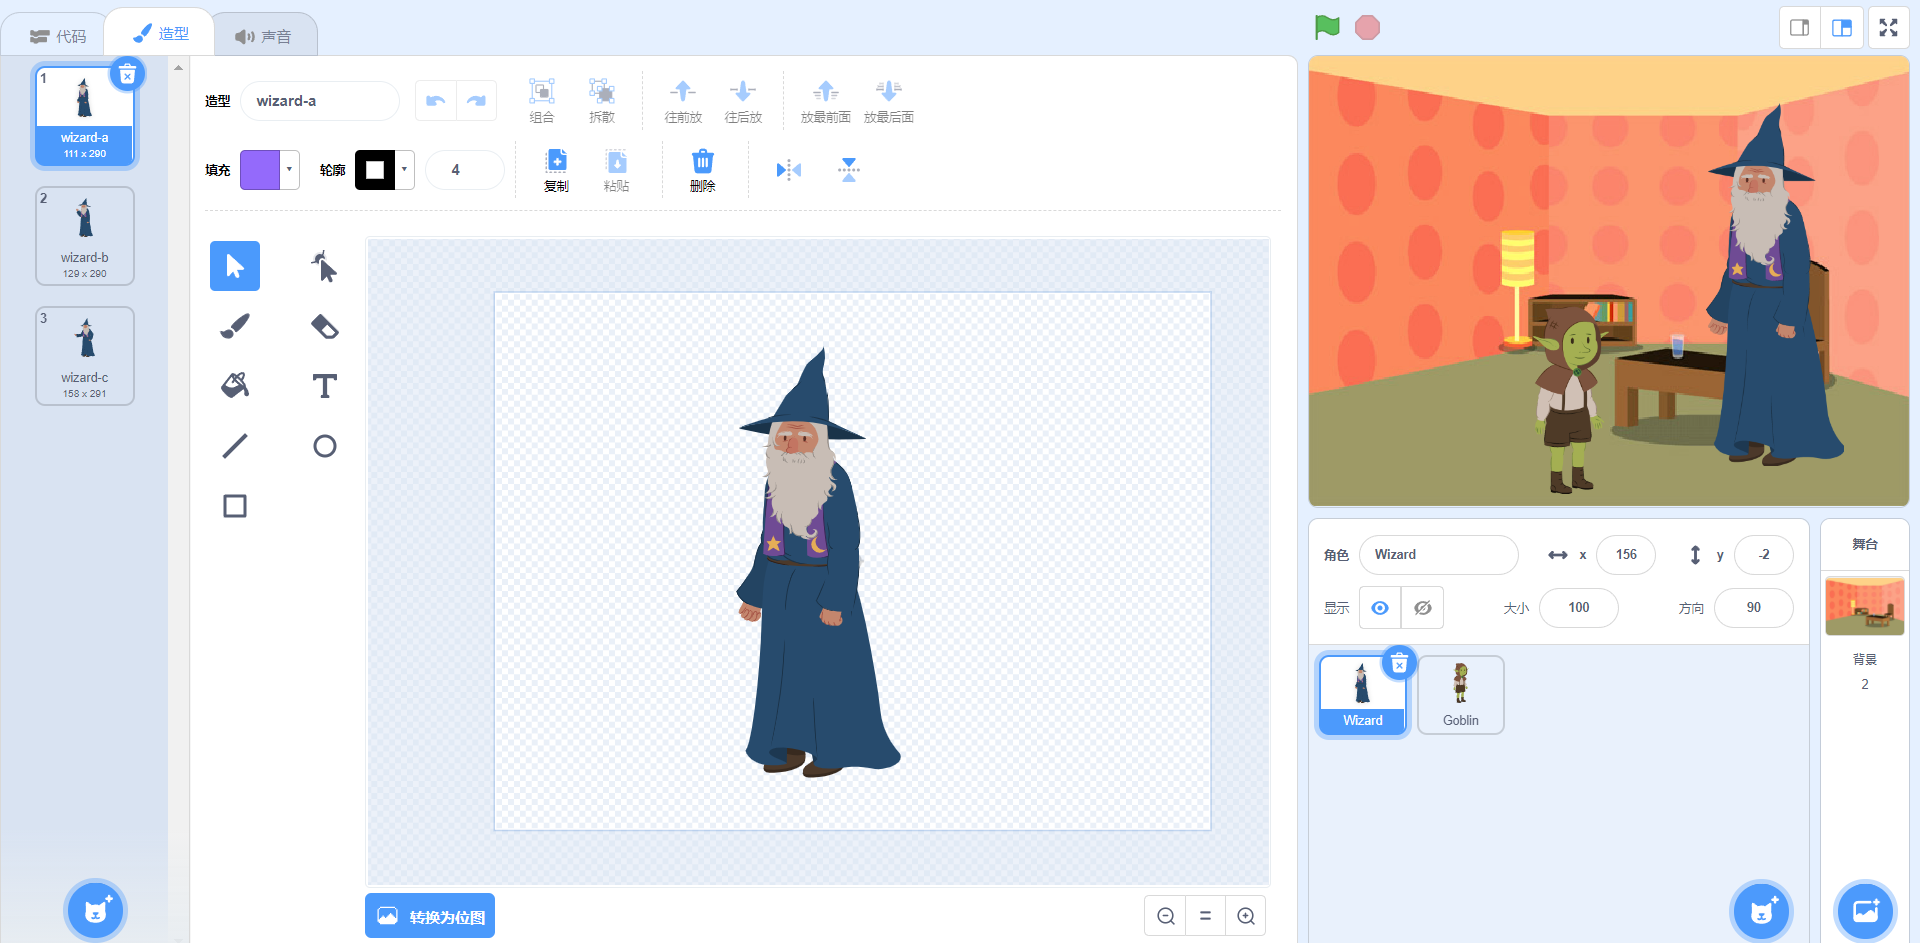 代码
造型
声音
1
wizard-a
111 x 290
2
wizard-b
129 x 290
3
wizard-c
158 x 291
造型
wizard-a
组合
拆散
往前放
往后放
放最前面
放最后面
填充
轮廓
4
复制
粘贴
删除
T
转换为位图
角色
Wizard
x
156
y
-2
显示
大小
100
方向
90
Wizard
Goblin
舞台
背景
2